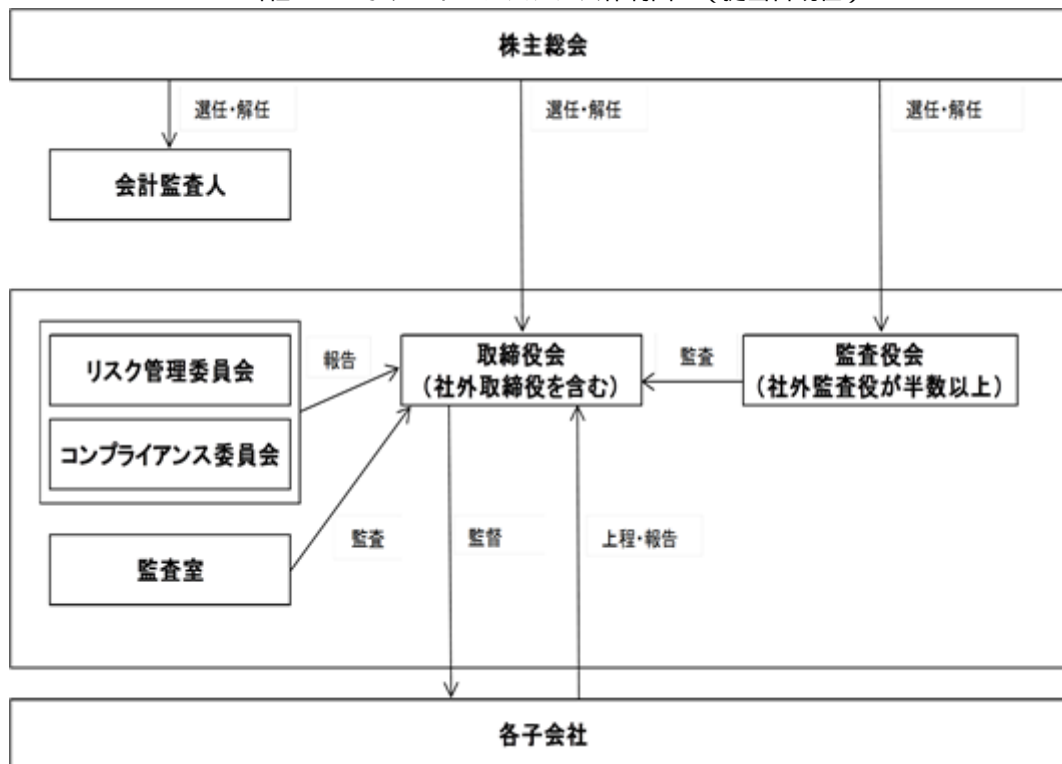 株主総会
選任・解任
選任・解任
選任・解任
会計監査人
リスク管理委員会
コンプライアンス委員会
報告
取締役会
(社外取締役を含む)
監査
監査役会
(社外監査役が半数以上)
監査室
監査
監督
上程・報告
各子会社